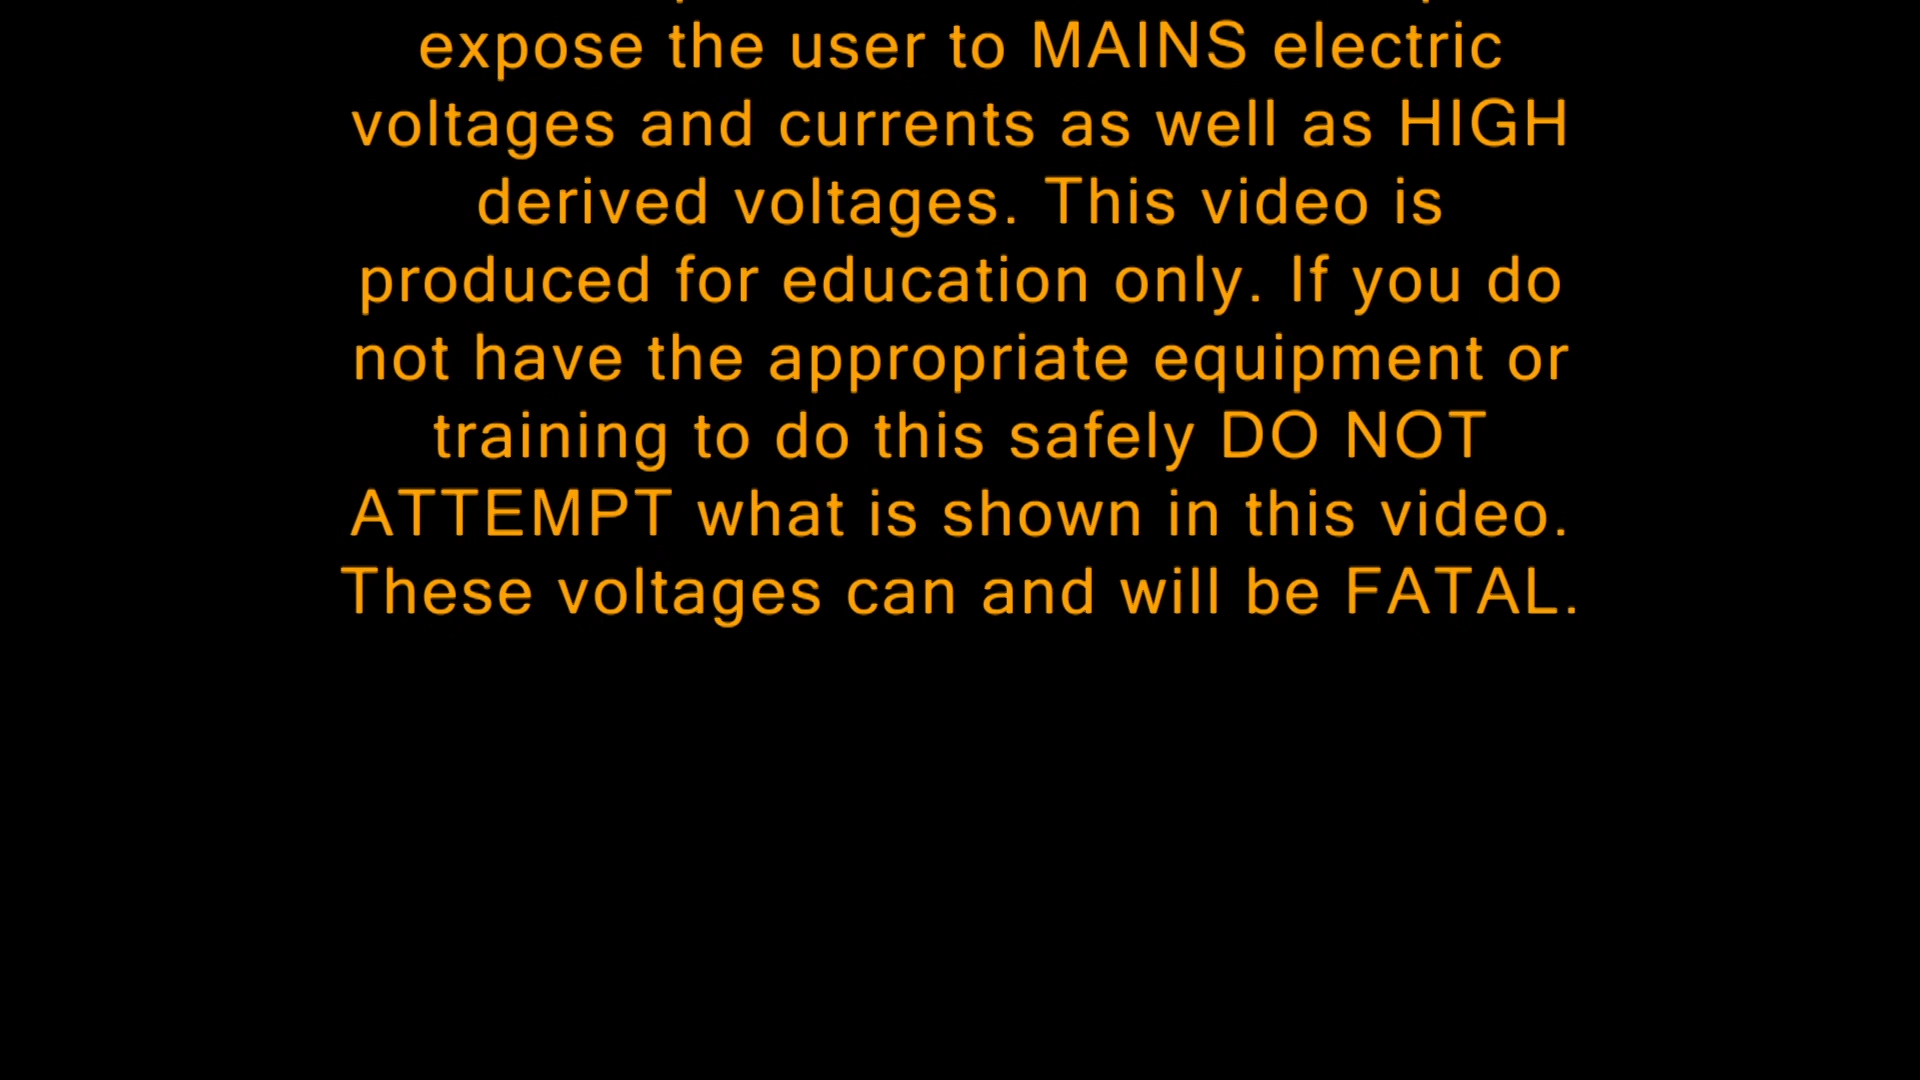 expose the user to MAINS electric
voltages and currents as well as HIGH
derived voltages. This video is
produced for education only. If you do
not have the appropriate equipment or
training to do this safely DO NOT
ATTEMPT what is shown in this video.
These voltages can and will be FATAL.